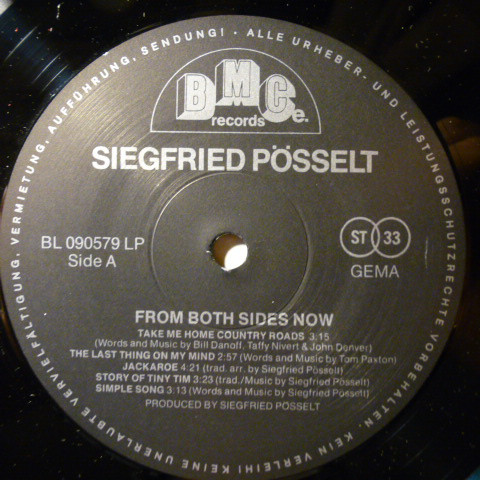 BMCe.
records
SIEGFRIED PÖSSELT
BL 090579 LP
Side A
ST 33
GEMA
FROM BOTH SIDES NOW
TAKE ME HOME COUNTRY ROADS 3:15
(Words and Music by Bill Danoff, Taffy Nivert & John Denver)
THE LAST THING ON MY MIND 2:57 (Words and Music by Tom Paxton)
JACKAROE 4:21 (trad. arr. by Siegfried Pösselt)
STORY OF TINY TIM 3:23 (trad./Music by Siegfried Pösselt)
SIMPLE SONG 3:13 (Words and Music by Siegfried Pösselt)
PRODUCED BY SIEGFRIED PÖSSELT
ALLE URHEBER- UND LEISTUNGSSCHUTZRECHTE VORBEHALTEN. KEIN VERLEIH! KEINE UNERLAUBTE VERVIELFÄLTIGUNG, VERMIETUNG, AUFFÜHRUNG, SENDUNG! ·